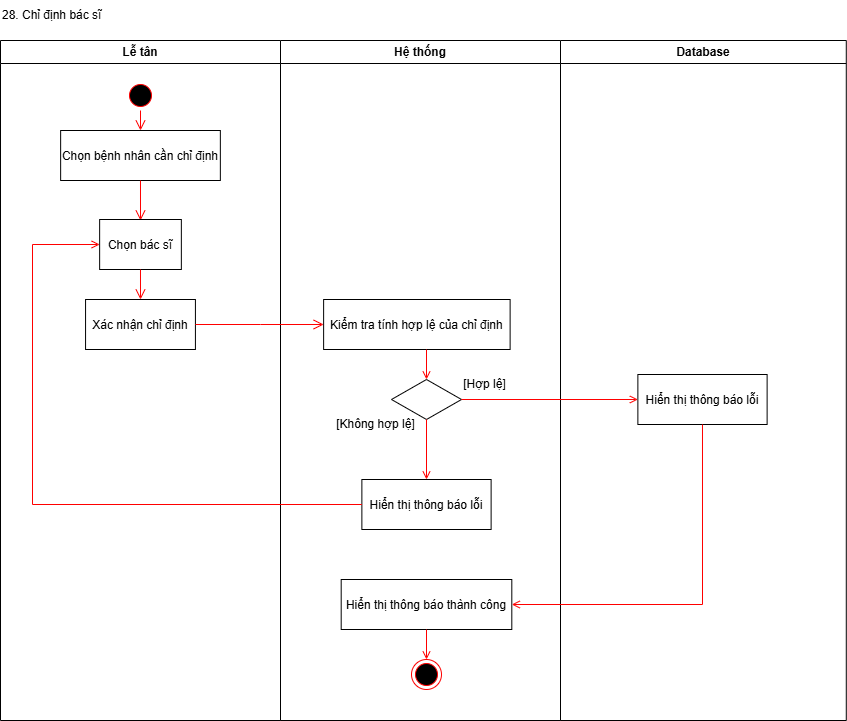 28. Chỉ định bác sĩ
Lễ tân
Hệ thống
Database
Chọn bệnh nhân cần chỉ định
Chọn bác sĩ
Xác nhận chỉ định
Kiểm tra tính hợp lệ của chỉ định
[Hợp lệ]
Hiển thị thông báo lỗi
[Không hợp lệ]
Hiển thị thông báo lỗi
Hiển thị thông báo thành công